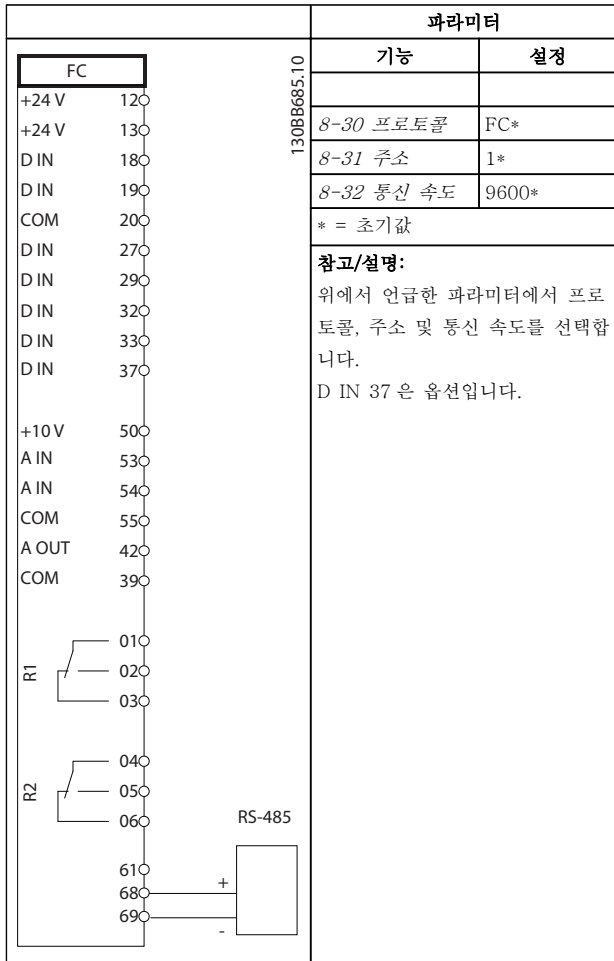 파라미터
기능 설정
8-30 프로토콜 FC*
8-31 주소 1*
8-32 통신 속도 9600*
* = 초기값
참고/설명:
위에서 언급한 파라미터에서 프로
토콜, 주소 및 통신 속도를 선택합
니다.
D IN 37 은 옵션입니다.
FC
130BB685.10
+24 V 12
+24 V 13
D IN 18
D IN 19
COM 20
D IN 27
D IN 29
D IN 32
D IN 33
D IN 37
+10 V 50
A IN 53
A IN 54
COM 55
A OUT 42
COM 39
R1
01
02
03
R2
04
05
06
RS-485
61
68 +
69 -